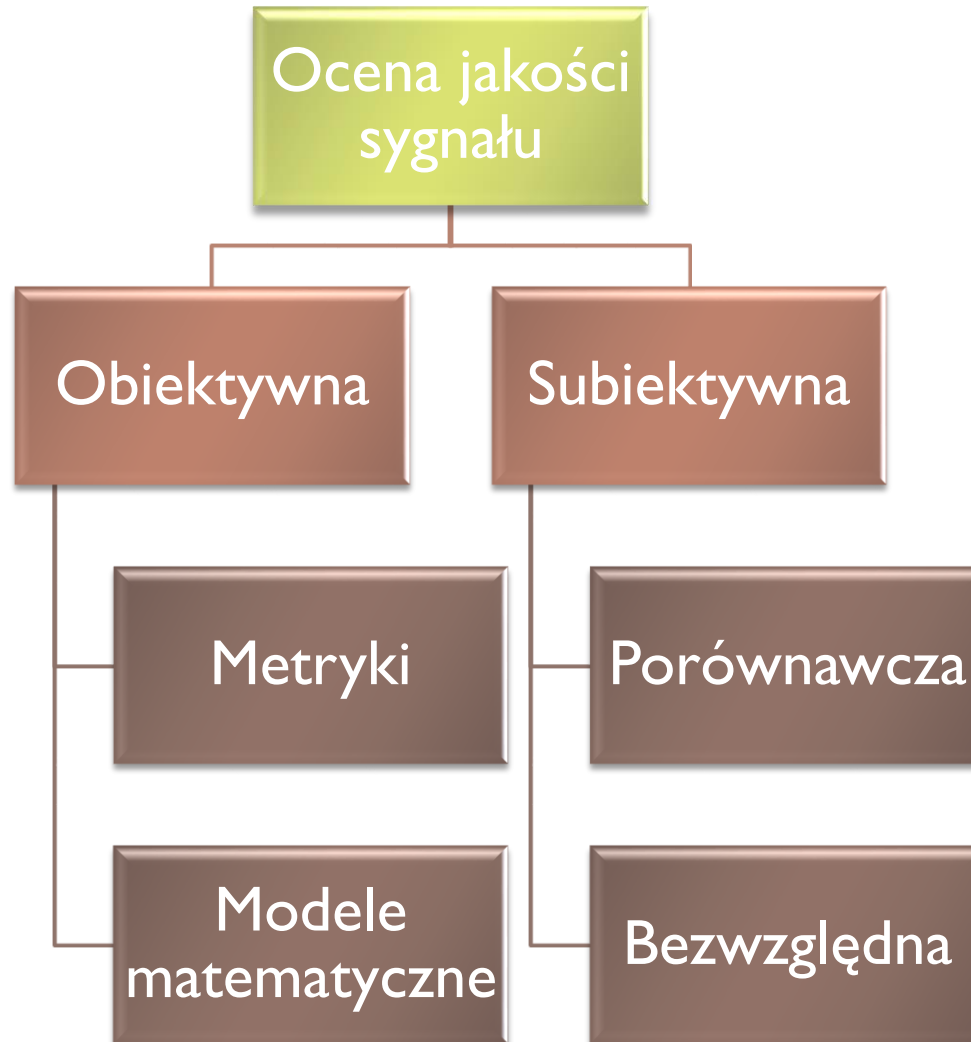 Ocena jakości
sygnału
Obiektywna
Subiektywna
Metryki
Porównawcza
Modele
matematyczne
Bezwzględna